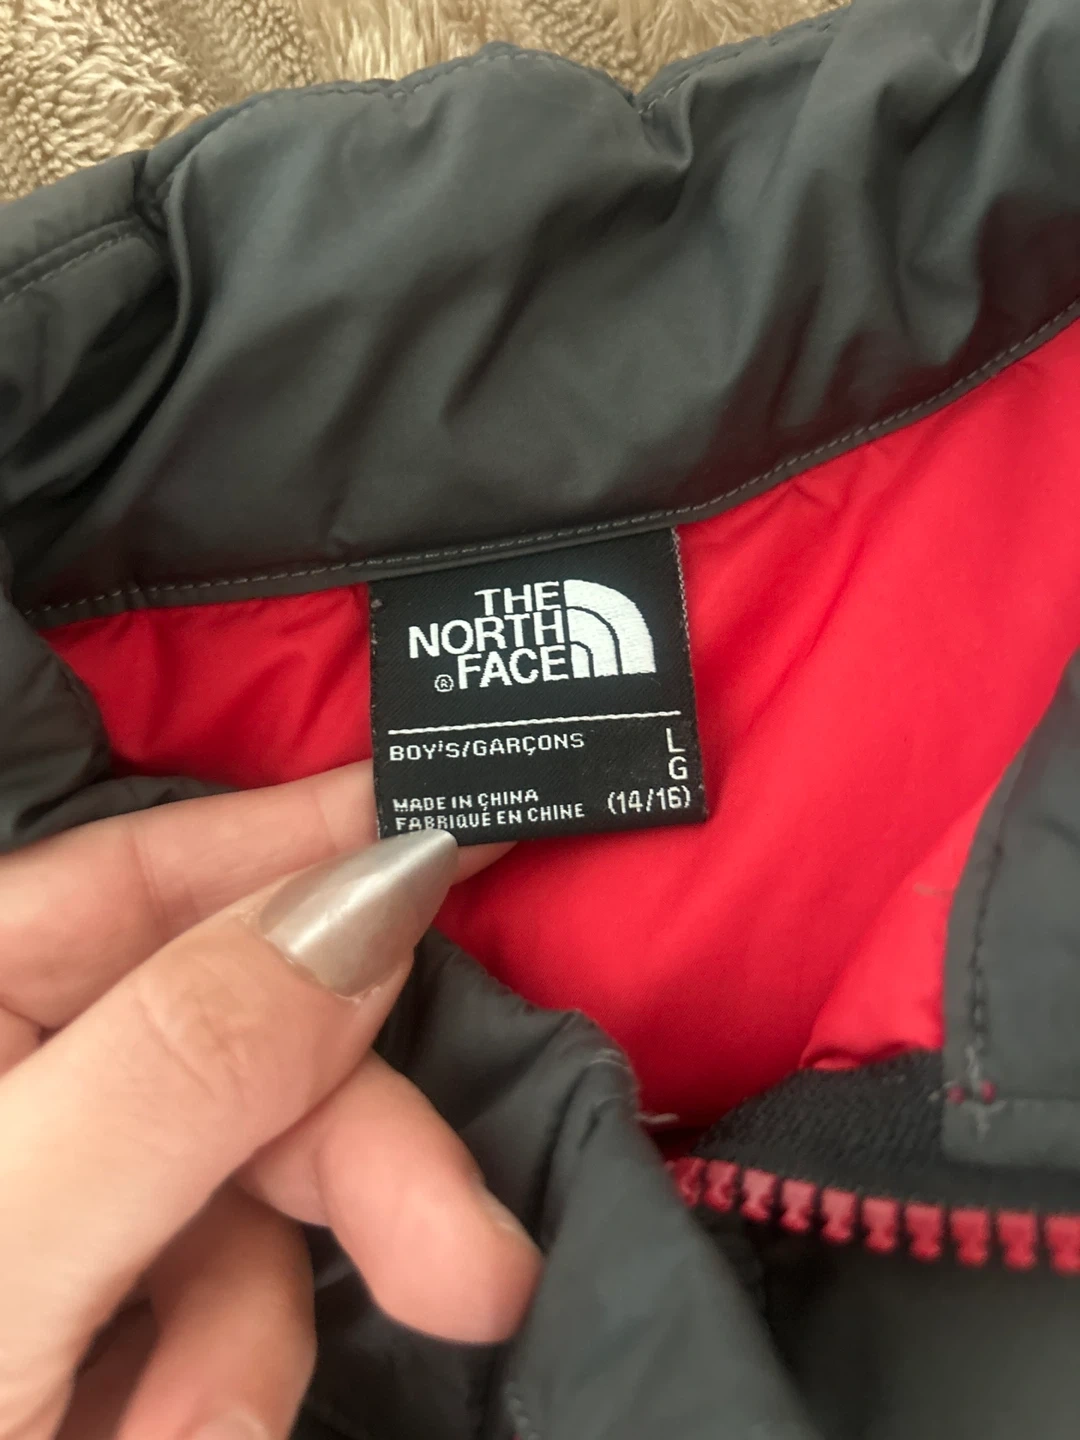 THE
NORTH
®FACE
BOY'S/GARÇONS L
G
MADE IN CHINA (14/16)
FABRIQUÉ EN CHINE